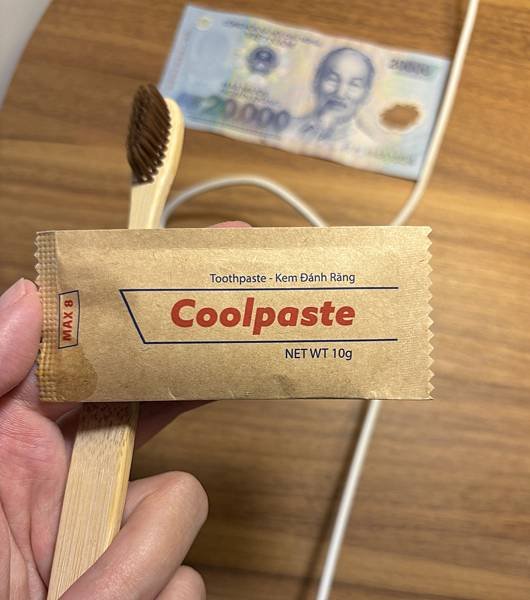 20.000
Toothpaste - Kem Đánh Răng
Coolpaste
NET WT 10g
MAX 8